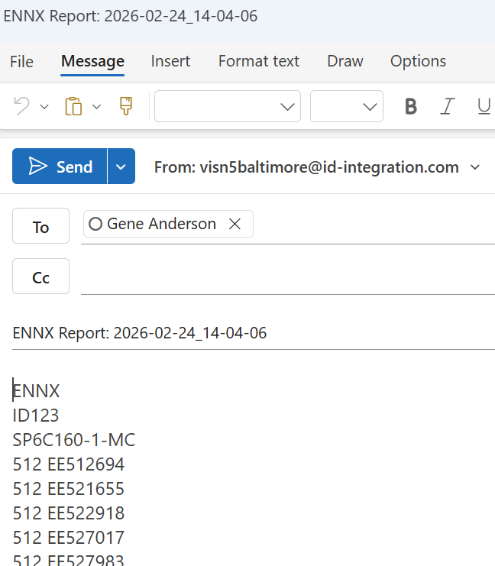 ENNX Report: 2026-02-24_14-04-06
File Message Insert Format text Draw Options
B I U
Send From: visn5baltimore@id-integration.com
To Gene Anderson
Cc
ENNX Report: 2026-02-24_14-04-06
ENNX
ID123
SP6C160-1-MC
512 EE512694
512 EE521655
512 EE522918
512 EE527017
512 EE527983